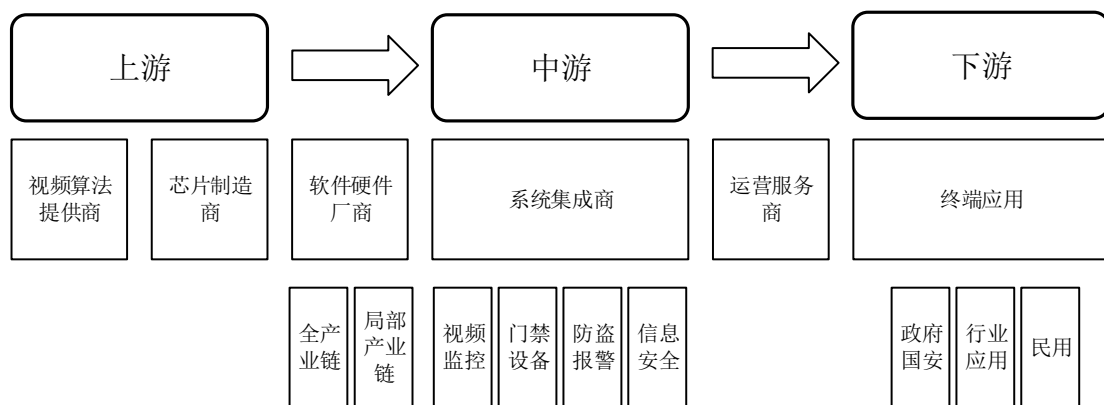 上游
中游
下游
视频算法
提供商
芯片制造
商
软件硬件
厂商
系统集成商
运营服务
商
终端应用
全产
业链
局部
产业
链
视频
监控
门禁
设备
防盗
报警
信息
安全
政府
国安
行业
应用
民用